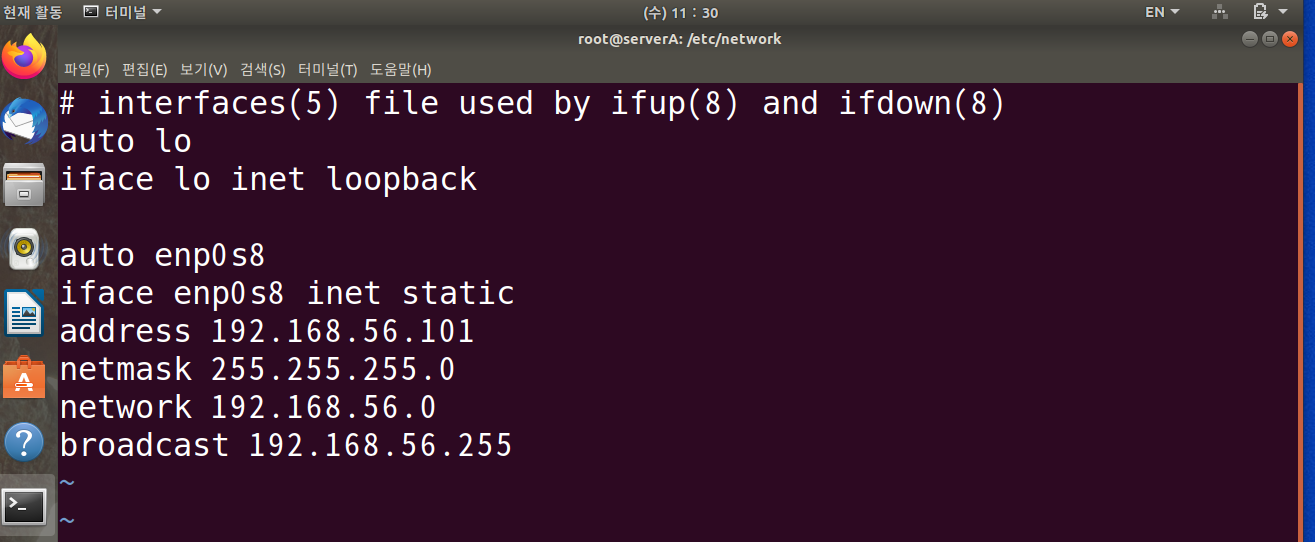 현재 활동 터미널 (수) 11 : 30 EN
root@serverA: /etc/network
파일(F) 편집(E) 보기(V) 검색(S) 터미널(T) 도움말(H)
# interfaces(5) file used by ifup(8) and ifdown(8)
auto lo
iface lo inet loopback
auto enp0s8
iface enp0s8 inet static
address 192.168.56.101
netmask 255.255.255.0
network 192.168.56.0
broadcast 192.168.56.255
~
~